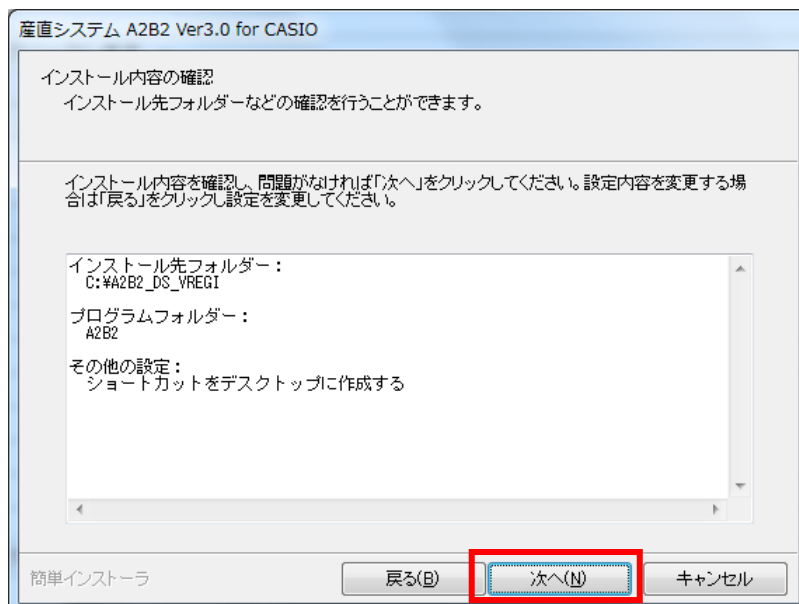 産直システム A2B2 Ver3.0 for CASIO
インストール内容の確認
インストール先フォルダーなどの確認を行うことができます。
インストール内容を確認し、問題がなければ「次へ」をクリックしてください。設定内容を変更する場
合は「戻る」をクリックし設定を変更してください。
インストール先フォルダー：
C:¥A2B2_DS_VREGI
プログラムフォルダー：
A2B2
その他の設定：
ショートカットをデスクトップに作成する
簡単インストーラ
戻る(B)
次へ(N)
キャンセル